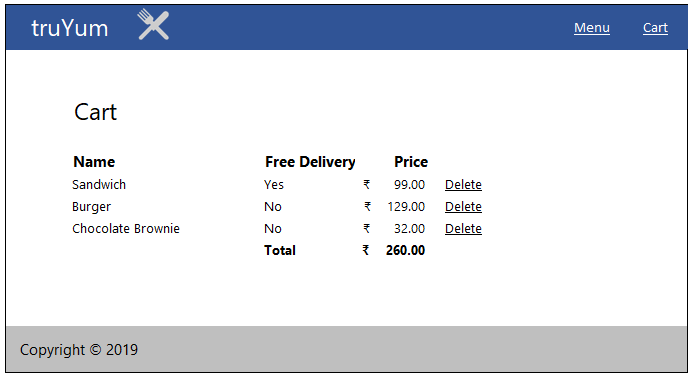 truYum Menu Cart
Cart
Name Free Delivery Price
Sandwich Yes ₹ 99.00 Delete
Burger No ₹ 129.00 Delete
Chocolate Brownie No ₹ 32.00 Delete
Total ₹ 260.00
Copyright © 2019